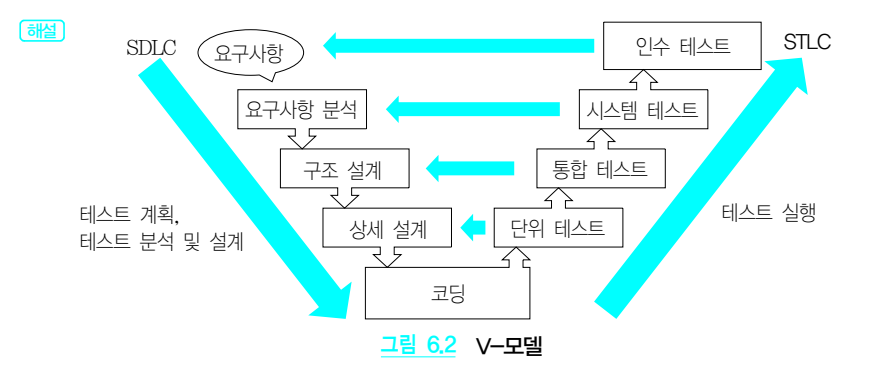 해설
SDLC
요구사항
인수 테스트
STLC
요구사항 분석
시스템 테스트
구조 설계
통합 테스트
테스트 계획,
테스트 분석 및 설계
상세 설계
단위 테스트
테스트 실행
코딩
그림 6.2 V-모델